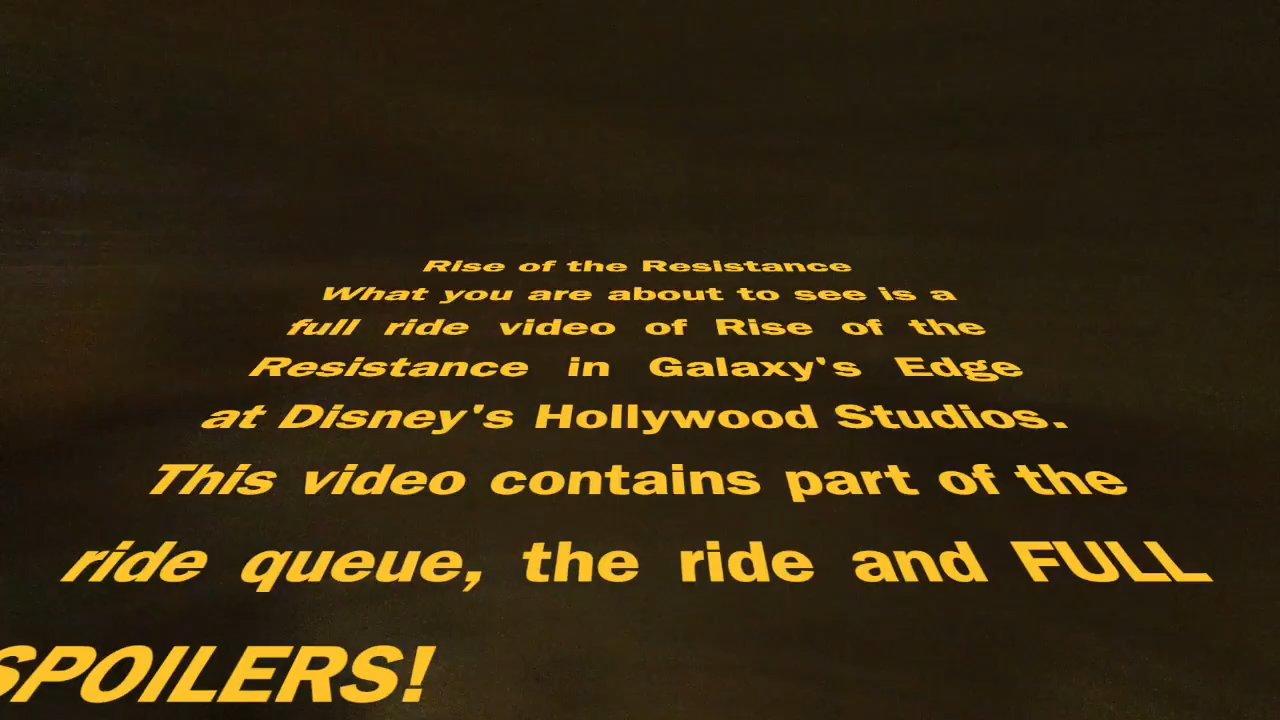 Rise of the Resistance
What you are about to see is a
full ride video of Rise of the
Resistance in Galaxy's Edge
at Disney's Hollywood Studios.
This video contains part of the
ride queue, the ride and FULL
SPOILERS!